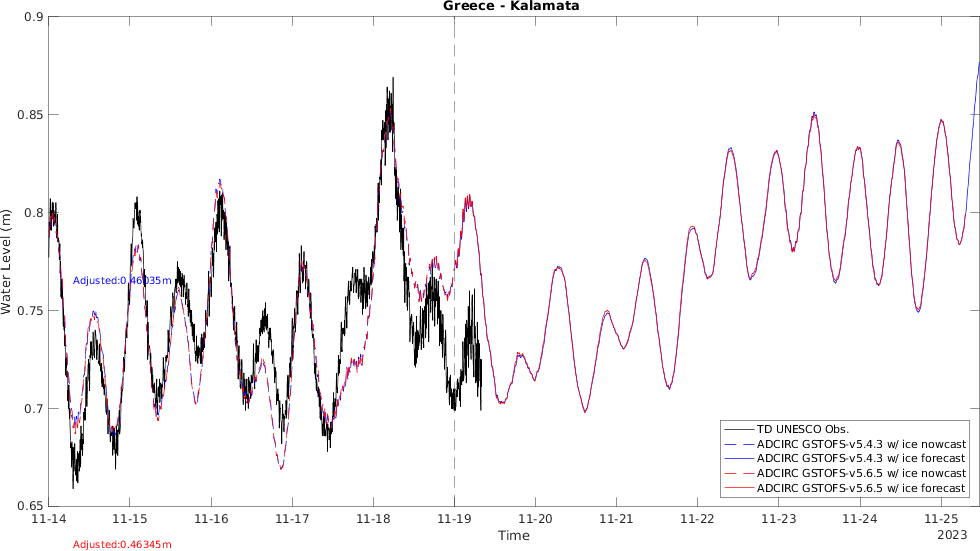 Greece - Kalamata
0.9
0.85
0.8
0.75
0.7
0.65
Water Level (m)
Adjusted:0.46035m
TD UNESCO Obs.
ADCIRC GSTOFS-v5.4.3 w/ ice nowcast
ADCIRC GSTOFS-v5.4.3 w/ ice forecast
ADCIRC GSTOFS-v5.6.5 w/ ice nowcast
ADCIRC GSTOFS-v5.6.5 w/ ice forecast
11-14 11-15 11-16 11-17 11-18 11-19 11-20 11-21 11-22 11-23 11-24 11-25
Time
2023
Adjusted:0.46345m